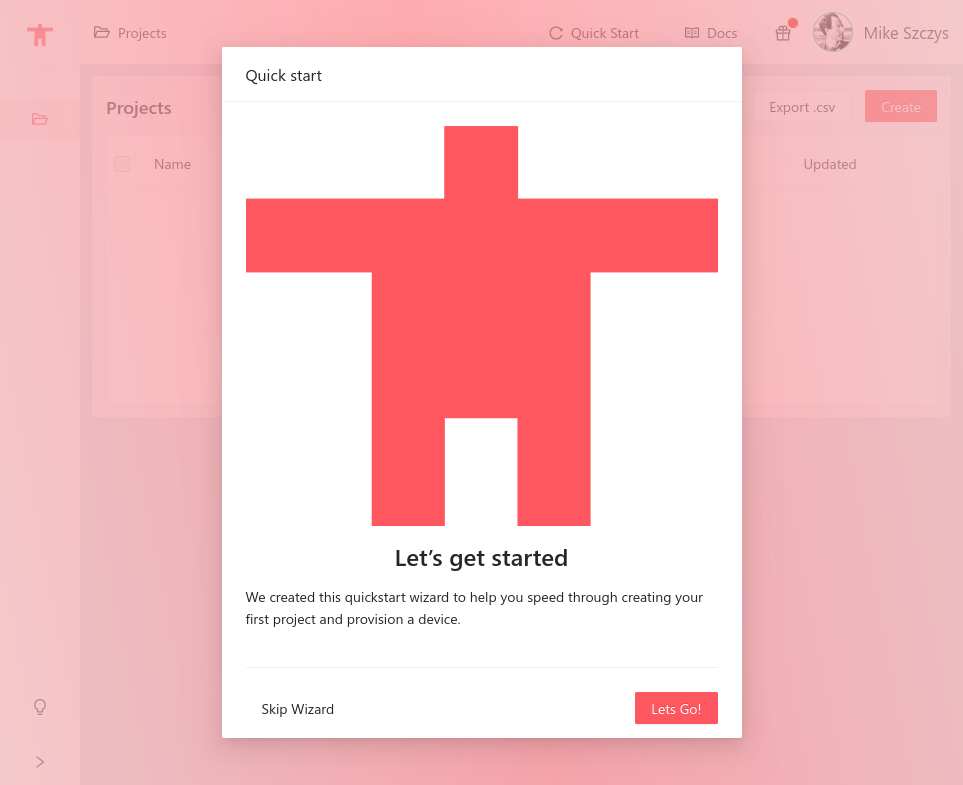 Projects
Quick Start
Docs
Mike Szczys
Quick start
Projects
Export .csv
Create
Name
Updated
Let’s get started
We created this quickstart wizard to help you speed through creating your
first project and provision a device.
Skip Wizard
Lets Go!